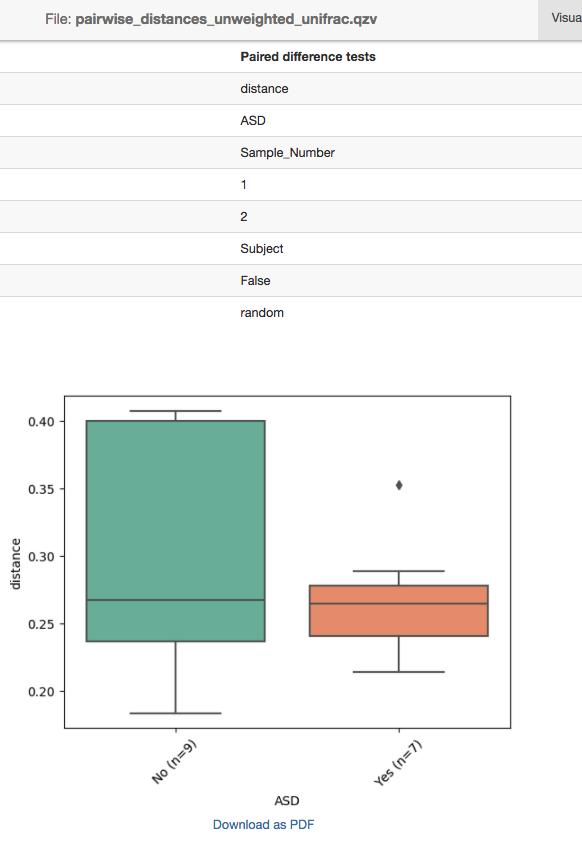 File: pairwise_distances_unweighted_unifrac.qzv
Visua
Paired difference tests
distance
ASD
Sample_Number
1
2
Subject
False
random
0.40
0.35
0.30
0.25
0.20
distance
No (n=9)
Yes (n=7)
ASD
Download as PDF